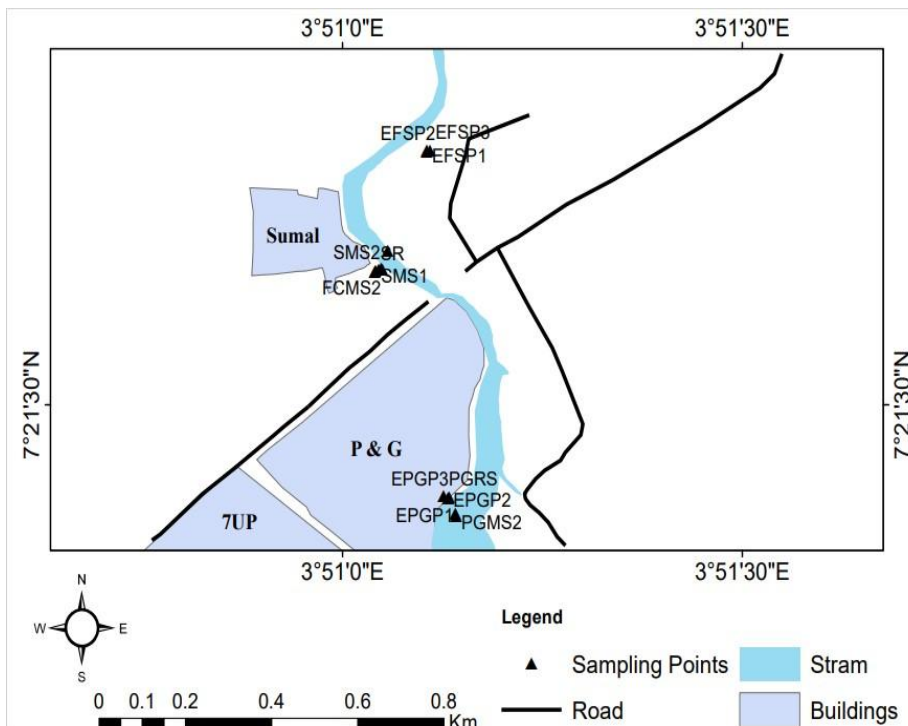 3°51'0"E 3°51'30"E
EFSP2EFSP3
EFSP1
Sumal
SMS2SR
SMS1
FCMS2
7°21'30"N 7°21'30"N
P & G
EPGP3PGRS
EPGP2
7UP
EPGP1
PGMS2
3°51'0"E 3°51'30"E
N
W E
S
Legend
Sampling Points
Stram
Road
Buildings
0 0.1 0.2 0.4 0.6 0.8
Km